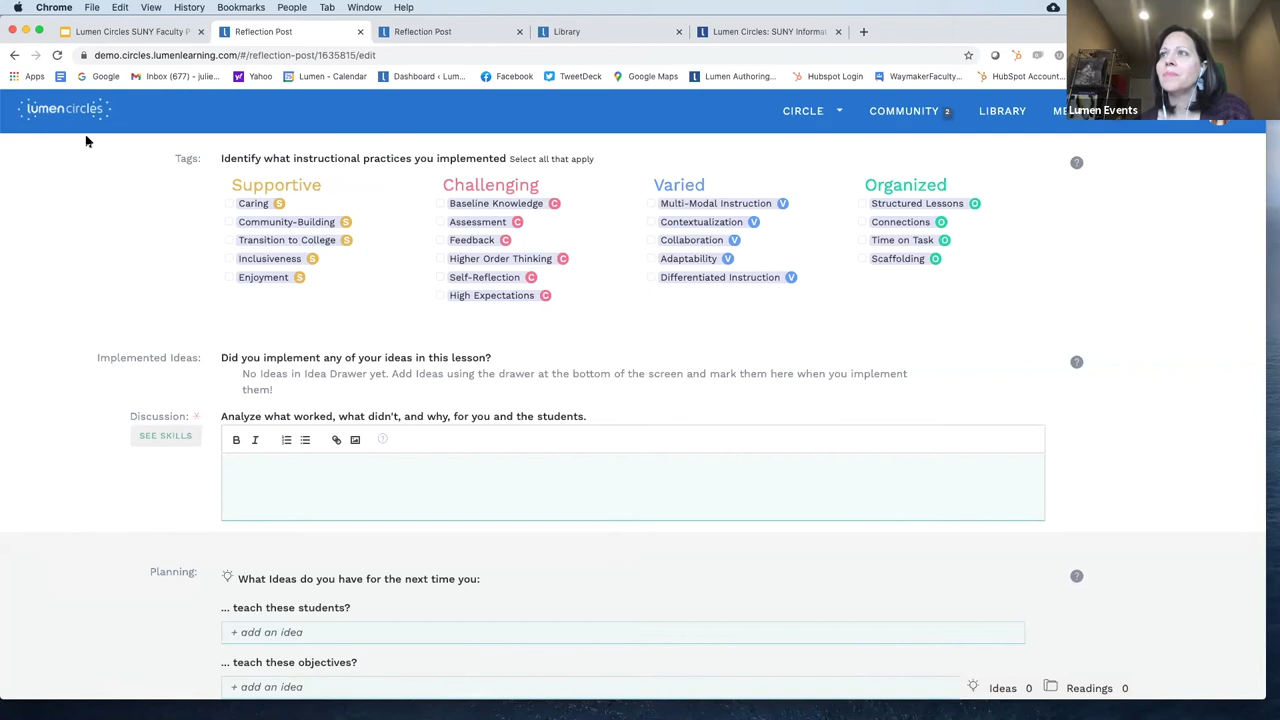 Chrome File Edit View History Bookmarks People Tab Window Help
Lumen Circles SUNY Faculty P
Reflection Post
Reflection Post
Library
Lumen Circles: SUNY Informat
demo.circles.lumenlearning.com/#/reflection-post/1635815/edit
Apps Google Inbox (677) - julie... Yahoo Lumen - Calendar Dashboard ‹ Lum... Facebook TweetDeck Google Maps Lumen Authoring... Hubspot Login WaymakerFaculty... HubSpot Account...
Lumen Events
lumen circles CIRCLE COMMUNITY 2 LIBRARY ME
Tags: Identify what instructional practices you implemented Select all that apply ?
Supportive Challenging Varied Organized
Caring S Baseline Knowledge C Multi-Modal Instruction V Structured Lessons O
Community-Building S Assessment C Contextualization V Connections O
Transition to College S Feedback C Collaboration V Time on Task O
Inclusiveness S Higher Order Thinking C Adaptability V Scaffolding O
Enjoyment S Self-Reflection C Differentiated Instruction V
High Expectations C
Implemented Ideas: Did you implement any of your ideas in this lesson? ?
No Ideas in Idea Drawer yet. Add Ideas using the drawer at the bottom of the screen and mark them here when you implement
them!
Discussion: * Analyze what worked, what didn't, and why, for you and the students.
SEE SKILLS B I ?
Planning: What Ideas do you have for the next time you: ?
... teach these students?
+ add an idea
... teach these objectives?
+ add an idea
Ideas 0 Readings 0